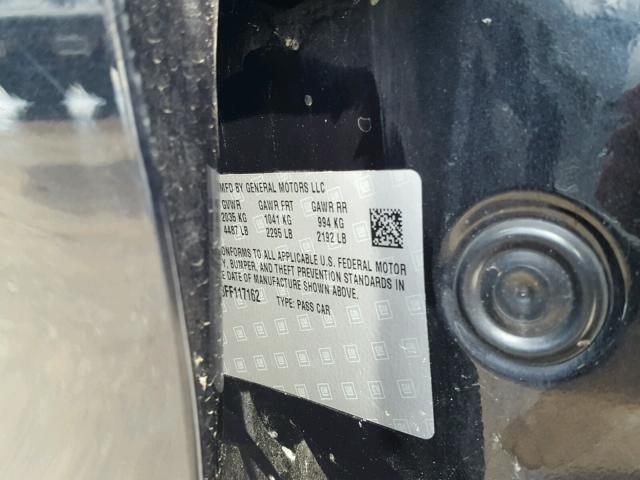 MFD BY GENERAL MOTORS LLC
GVWR GAWR FRT GAWR RR
2035 KG 1041 KG 994 KG
4487 LB 2295 LB 2192 LB
ONFORMS TO ALL APPLICABLE U.S. FEDERAL MOTOR
Y, BUMPER, AND THEFT PREVENTION STANDARDS IN
E DATE OF MANUFACTURE SHOWN ABOVE.
FF117162 TYPE: PASS CAR